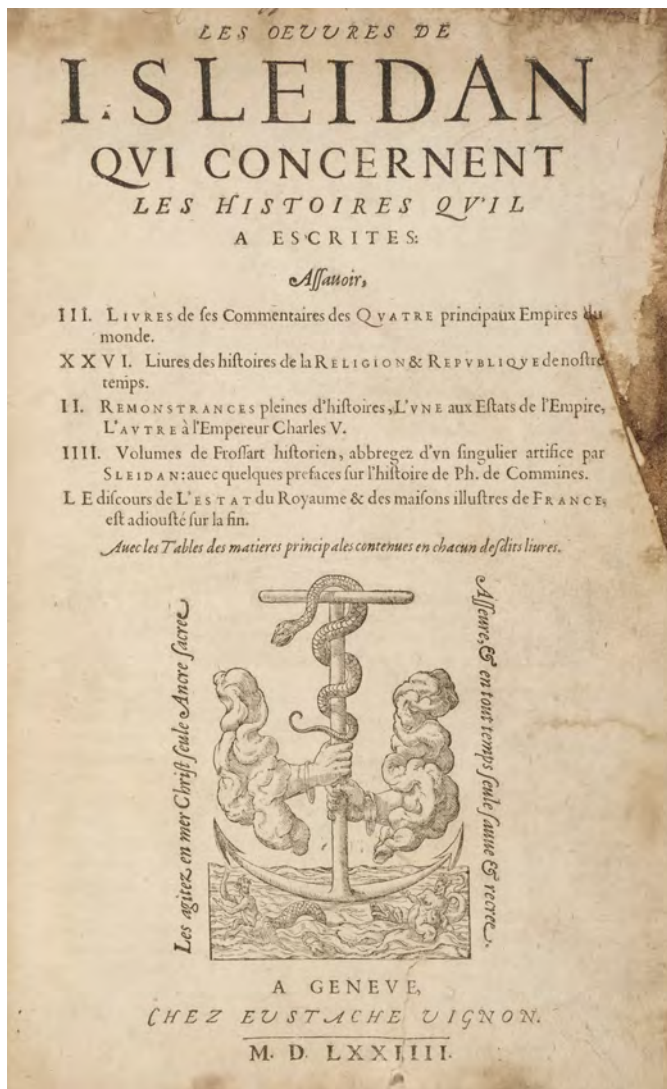 LES OEUVRES DE
I. SLEIDAN
QVI CONCERNENT
LES HISTOIRES QV'IL
A ESCRITES:
Aſſauoir,
III. LIVRES de ſes Commentaires des QVATRE principaux Empires du
monde.
XXVI. Liures des hiſtoires de la RELIGION & REPVBLIQVE de noſtre
temps.
II. REMONSTRANCES pleines d'hiſtoires, L'VNE aux Eſtats de l'Empire,
L'AVTRE à l'Empereur Charles V.
IIII. Volumes de Froſſart hiſtorien, abbregez d'vn ſingulier artifice par
SLEIDAN: auec quelques prefaces ſur l'hiſtoire de Ph. de Commines.
LE diſcours de L'ESTAT du Royaume & des maiſons illuſtres de FRANCE,
eſt adiouſté ſur la fin.
Auec les Tables des matieres principales contenues en chacun deſdits liures.
Les agitez en mer Chriſt ſeule Ancre ſacree
Aſſeure, & en tout temps ſeule ſauue & recree.
A GENEVE,
CHEZ EUSTACHE VIGNON.
M. D. LXXIIII.